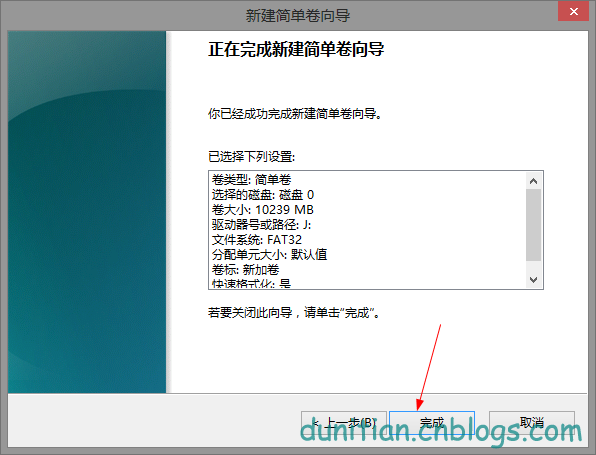 新建简单卷向导
正在完成新建简单卷向导
你已经成功完成新建简单卷向导。
已选择下列设置:
卷类型: 简单卷
选择的磁盘: 磁盘 0
卷大小: 10239 MB
驱动器号或路径: J:
文件系统: FAT32
分配单元大小: 默认值
卷标: 新加卷
快速格式化: 是
若要关闭此向导，请单击"完成"。
< 上一步(B) 完成 取消
dunitian.cnblogs.com